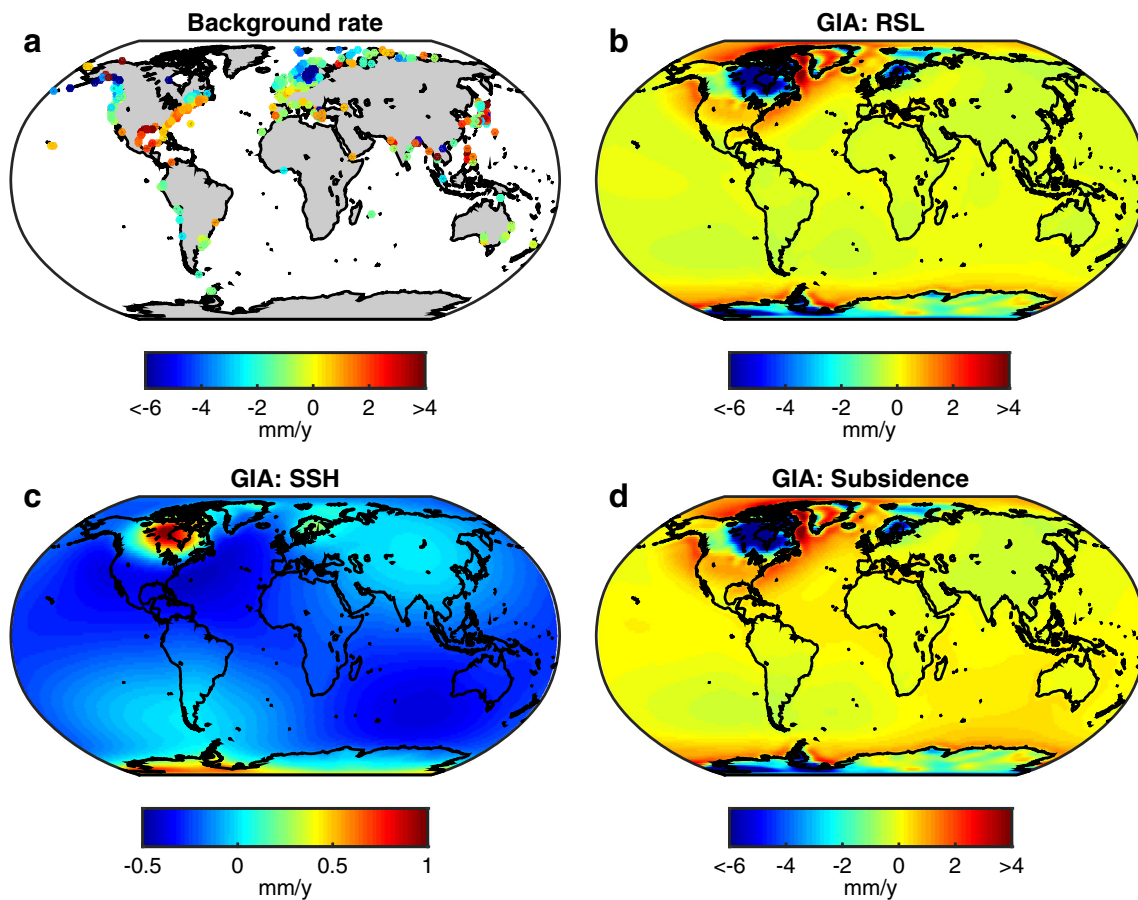 a
Background rate
b
GIA: RSL
<-6 -4 -2 0 2 >4
mm/y
<-6 -4 -2 0 2 >4
mm/y
c
GIA: SSH
d
GIA: Subsidence
-0.5 0 0.5 1
mm/y
<-6 -4 -2 0 2 >4
mm/y